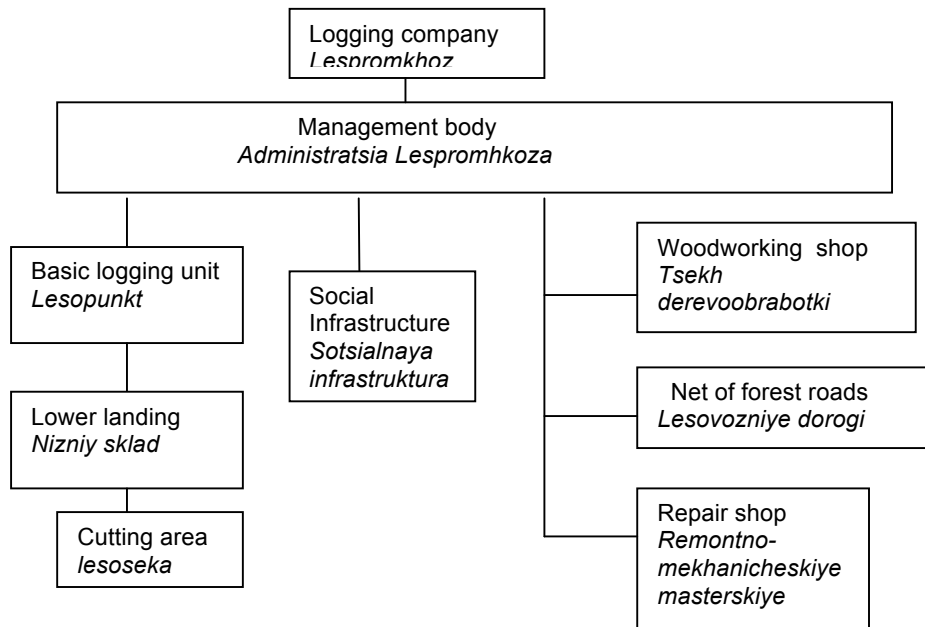 Logging company
Lespromkhoz
Management body
Administratsia Lespromhkoza
Basic logging unit
Lesopunkt
Lower landing
Nizniy sklad
Cutting area
lesoseka
Social
Infrastructure
Sotsialnaya
infrastruktura
Woodworking shop
Tsekh
derevoobrabotki
Net of forest roads
Lesovozniye dorogi
Repair shop
Remontno-
mekhanicheskiye
masterskiye